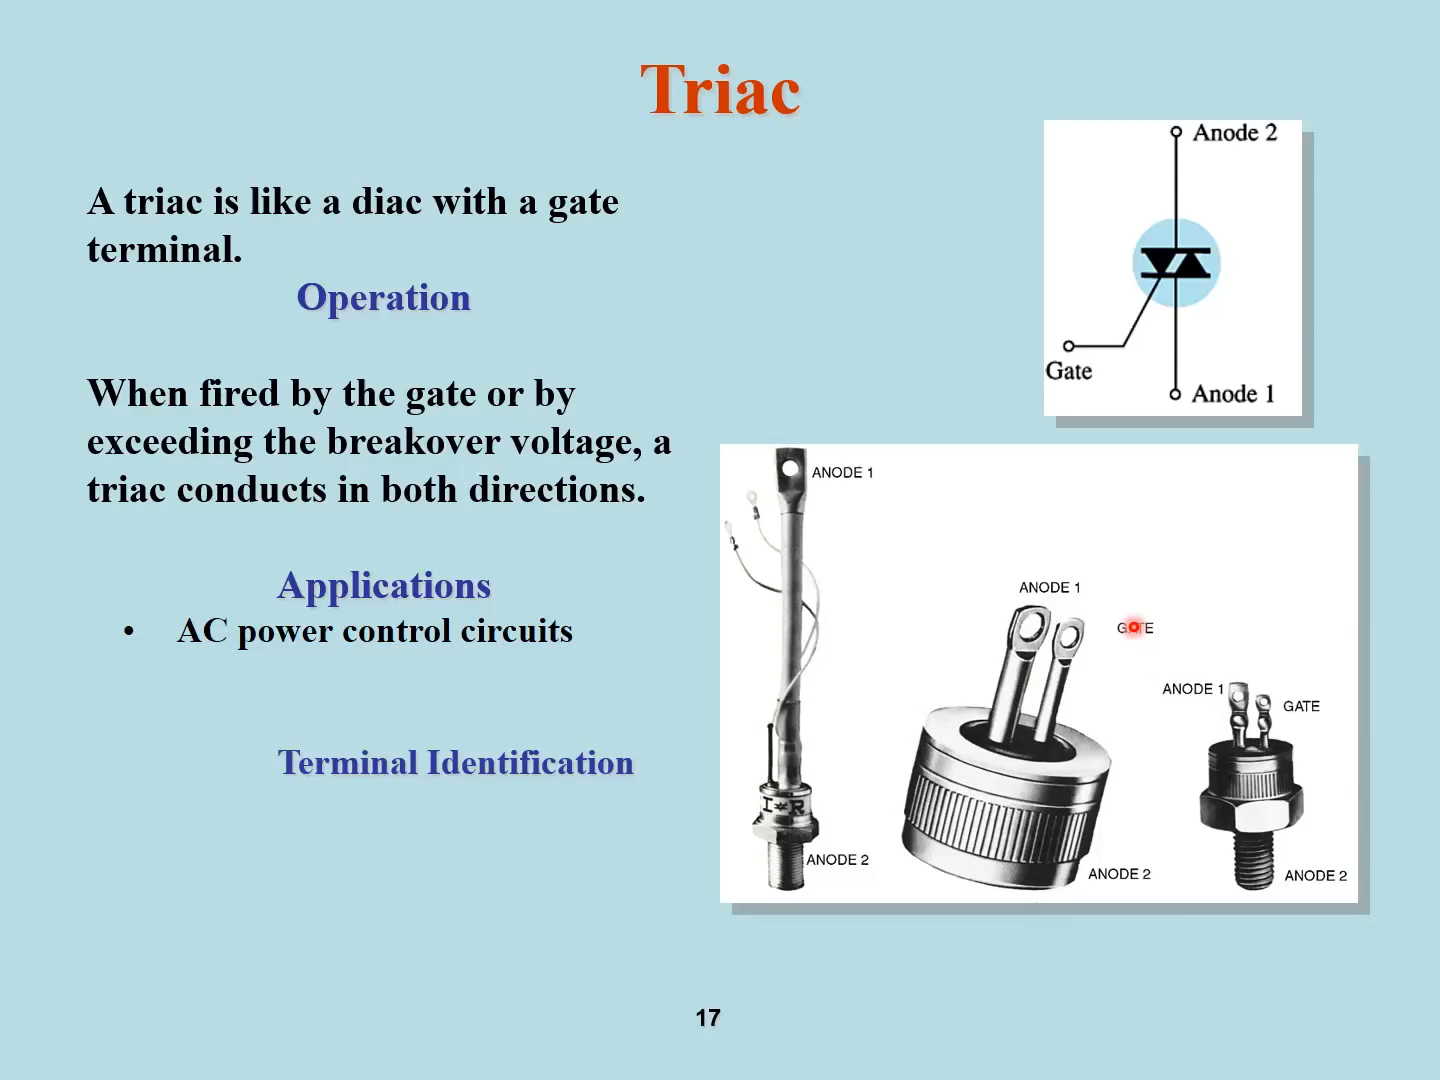 Triac
A triac is like a diac with a gate
terminal.
Operation
When fired by the gate or by
exceeding the breakover voltage, a
triac conducts in both directions.
Applications
• AC power control circuits
Terminal Identification
Anode 2
Gate
Anode 1
ANODE 1
ANODE 1
GATE
ANODE 1
GATE
I*R
ANODE 2
ANODE 2
ANODE 2
17